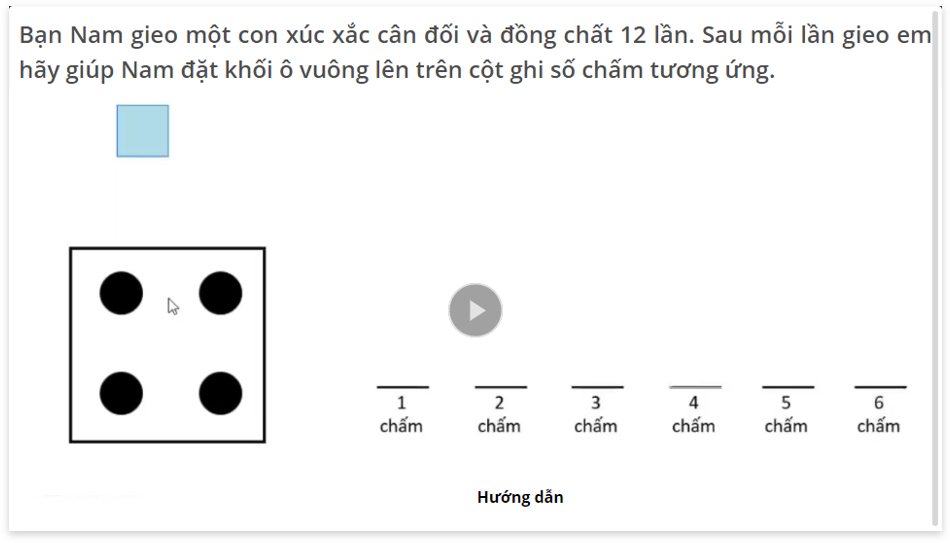 Bạn Nam gieo một con xúc xắc cân đối và đồng chất 12 lần. Sau mỗi lần gieo em
hãy giúp Nam đặt khối ô vuông lên trên cột ghi số chấm tương ứng.
1 2 3 4 5 6
chấm chấm chấm chấm chấm chấm
Hướng dẫn